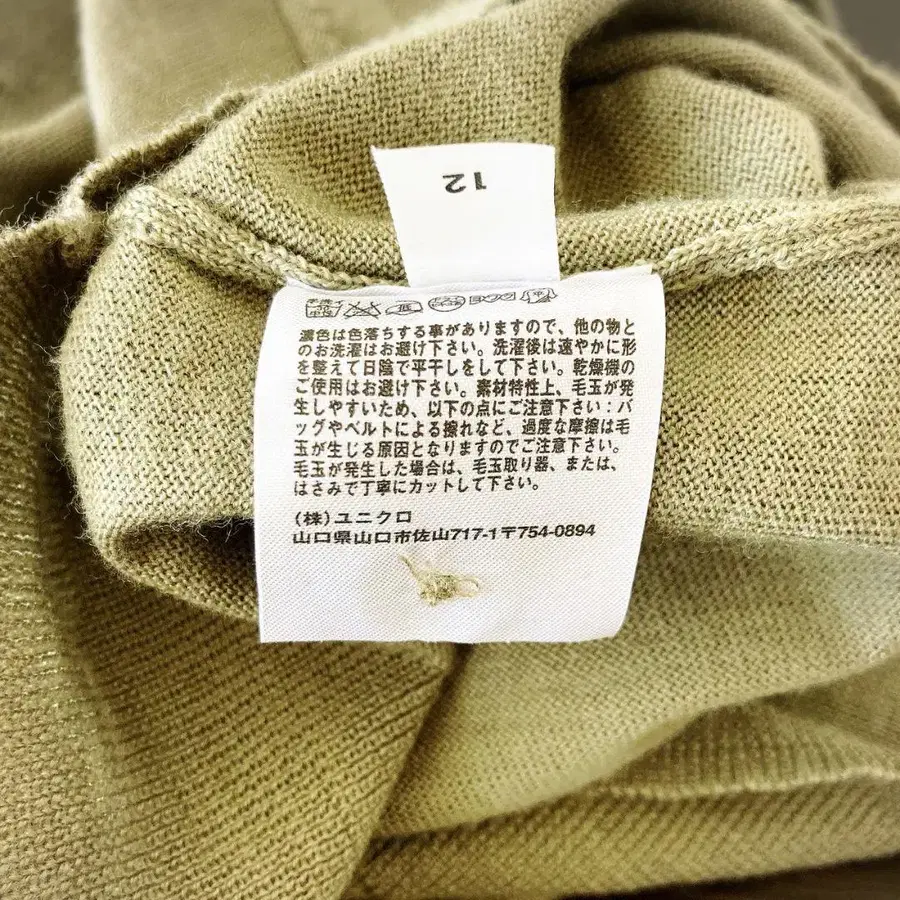 12
濃色は色落ちする事がありますので、他の物と
のお洗濯はお避け下さい。洗濯後は速やかに形
を整えて日陰で平干しをして下さい。乾燥機の
ご使用はお避け下さい。素材特性上、毛玉が発
生しやすいため、以下の点にご注意下さい：バ
ッグやベルトによる擦れなど、過度な摩擦は毛
玉が生じる原因となりますのでご注意下さい。
毛玉が発生した場合は、毛玉取り器、または、
はさみで丁寧にカットして下さい。
(株)ユニクロ
山口県山口市佐山717-1〒754-0894